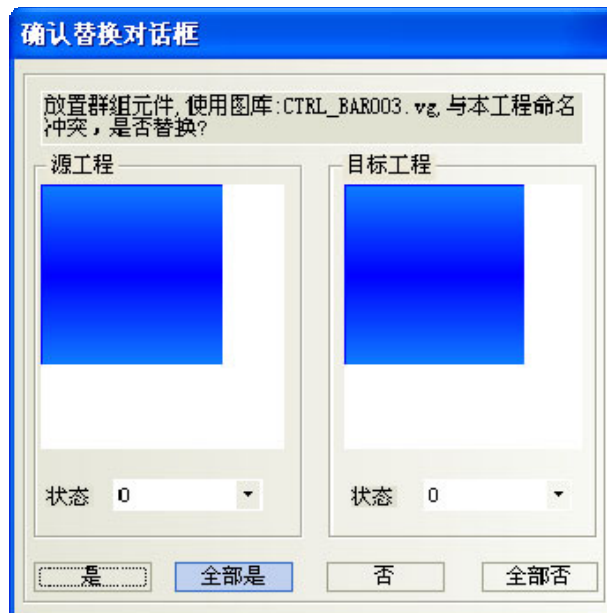 确认替换对话框
放置群组元件,使用图库:CTRL_BAR003.vg,与本工程命名
冲突，是否替换?
源工程
目标工程
状态 0
状态 0
是 全部是 否 全部否